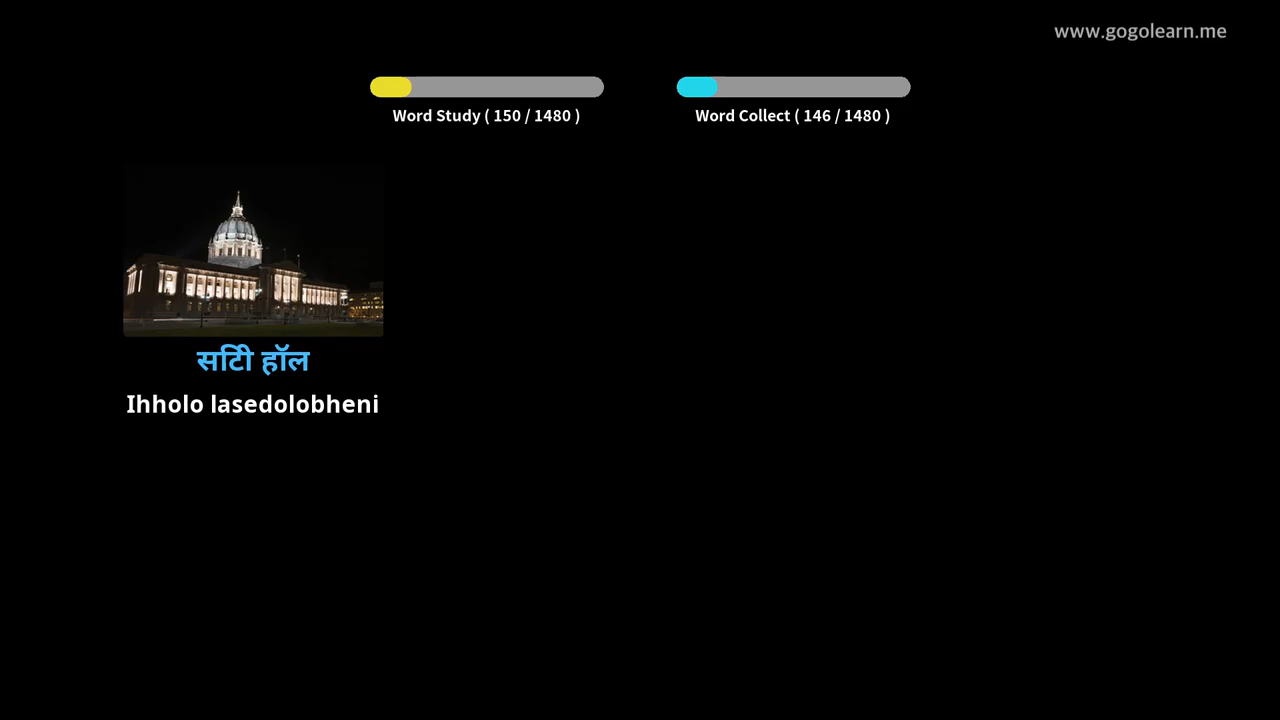 www.gogolearn.me
Word Study ( 150 / 1480 )
Word Collect ( 146 / 1480 )
सिटी हॉल
Ihholo lasedolobheni